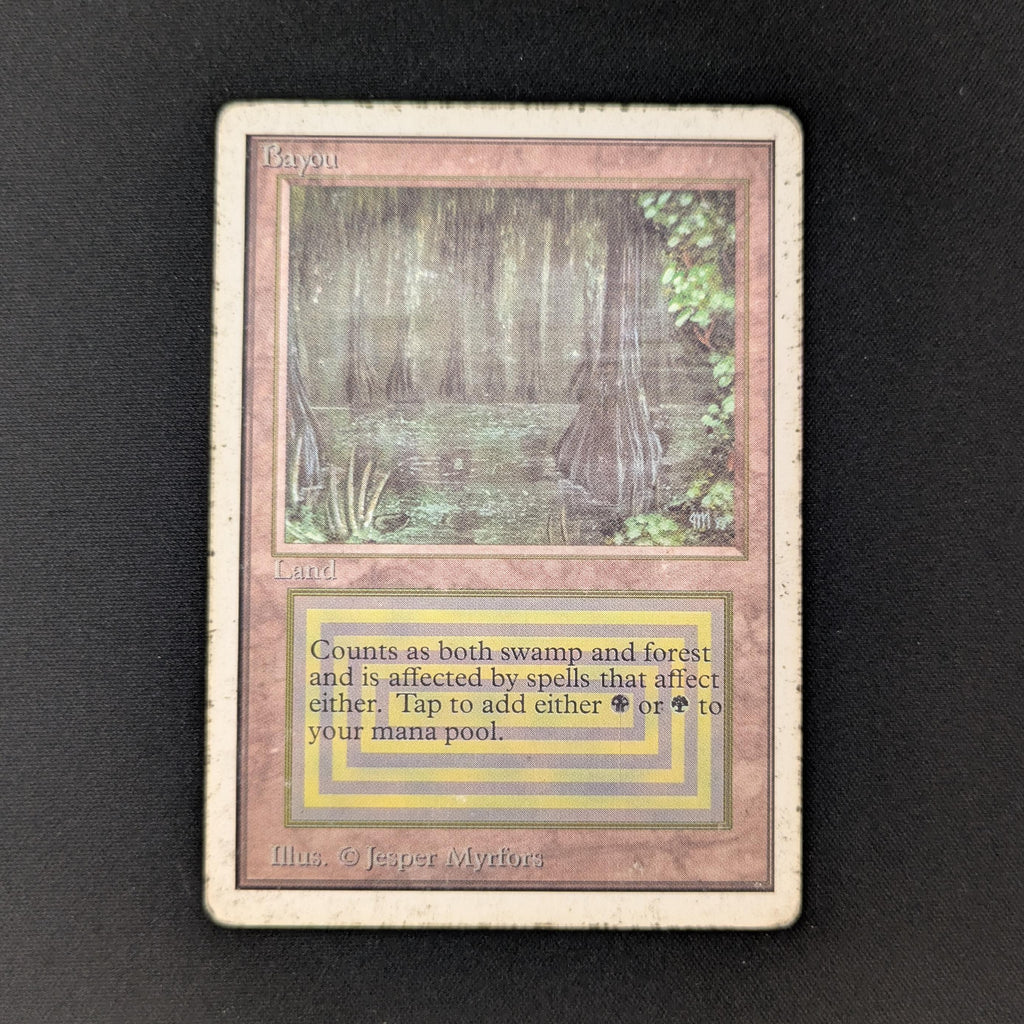 Bayou
Land
Counts as both swamp and forest
and is affected by spells that affect
either. Tap to add either or to
your mana pool.
Illus. © Jesper Myrfors